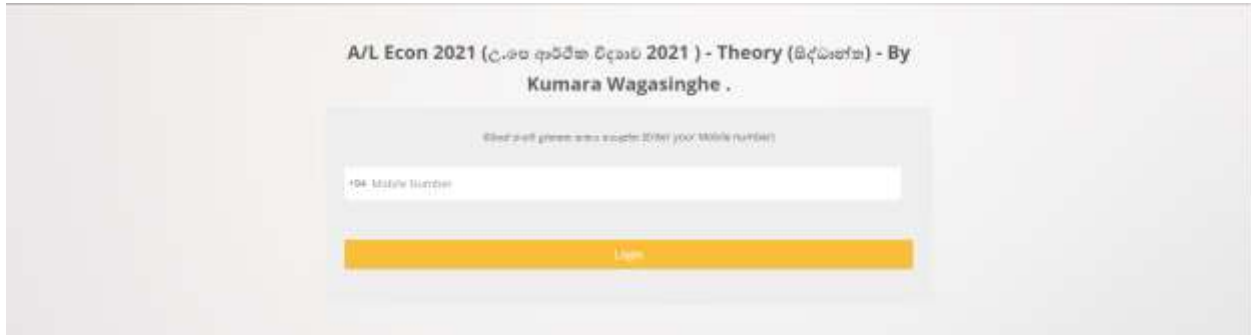 A/L Econ 2021 (උ.පෙ ආර්ථික විද්‍යාව 2021 ) - Theory (සිද්ධාන්ත) - By
Kumara Wagasinghe .
(Enter your Mobile number)
+94 Mobile Number
Login